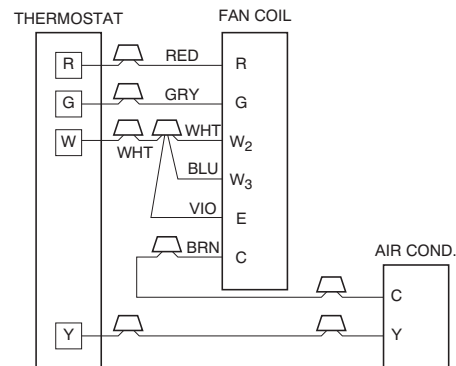 THERMOSTAT
FAN COIL
R
RED
R
G
GRY
G
W
WHT
WHT
W2
BLU
W3
VIO
E
BRN
C
AIR COND.
C
Y
Y